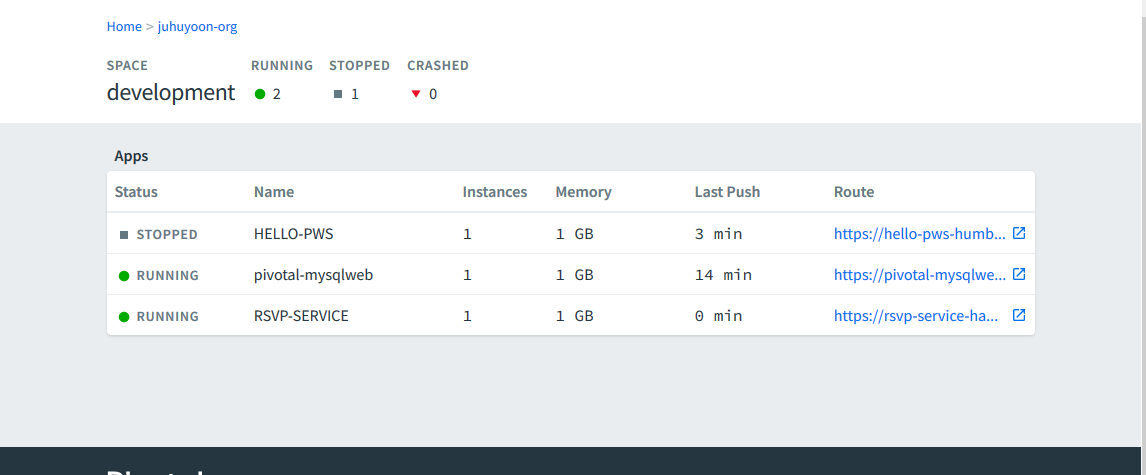 Home > juhuyoon-org
SPACE RUNNING STOPPED CRASHED
development 2 1 0
Apps
Status Name Instances Memory Last Push Route
STOPPED HELLO-PWS 1 1 GB 3 min https://hello-pws-humb...
RUNNING pivotal-mysqlweb 1 1 GB 14 min https://pivotal-mysqlwe...
RUNNING RSVP-SERVICE 1 1 GB 0 min https://rsvp-service-ha...